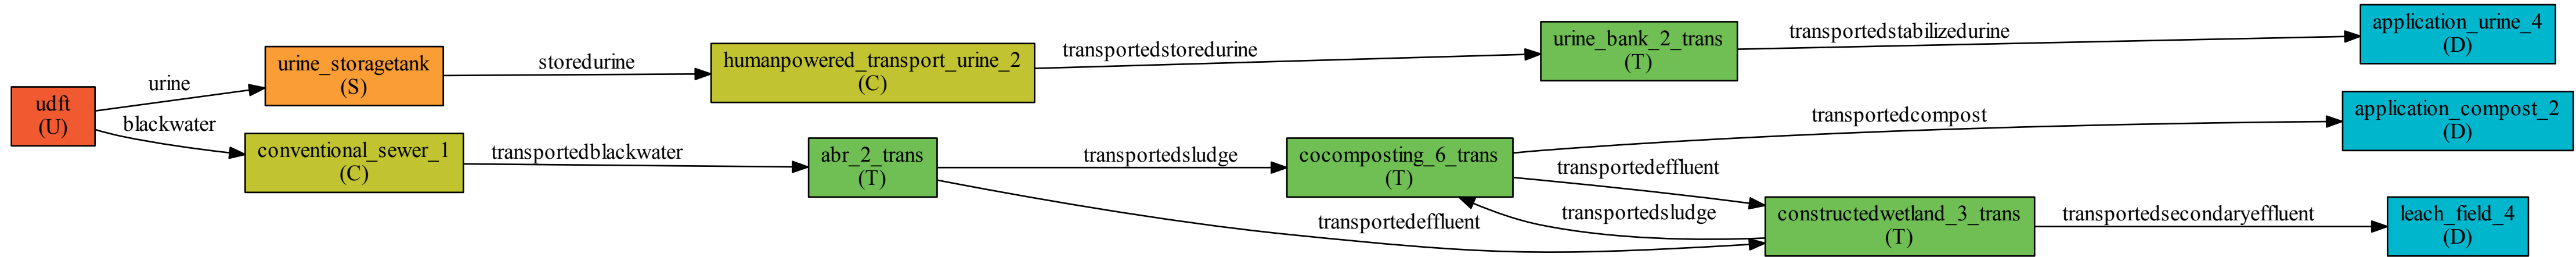 udft
(U)
urine
blackwater
urine_storagetank
(S)
conventional_sewer_1
(C)
storedurine
transportedblackwater
humanpowered_transport_urine_2
(C)
abr_2_trans
(T)
transportedstoredurine
transportedsludge
transportedeffluent
cocomposting_6_trans
(T)
urine_bank_2_trans
(T)
transportedeffluent
transportedsludge
transportedstabilizedurine
transportedcompost
constructedwetland_3_trans
(T)
transportedsecondaryeffluent
application_urine_4
(D)
application_compost_2
(D)
leach_field_4
(D)